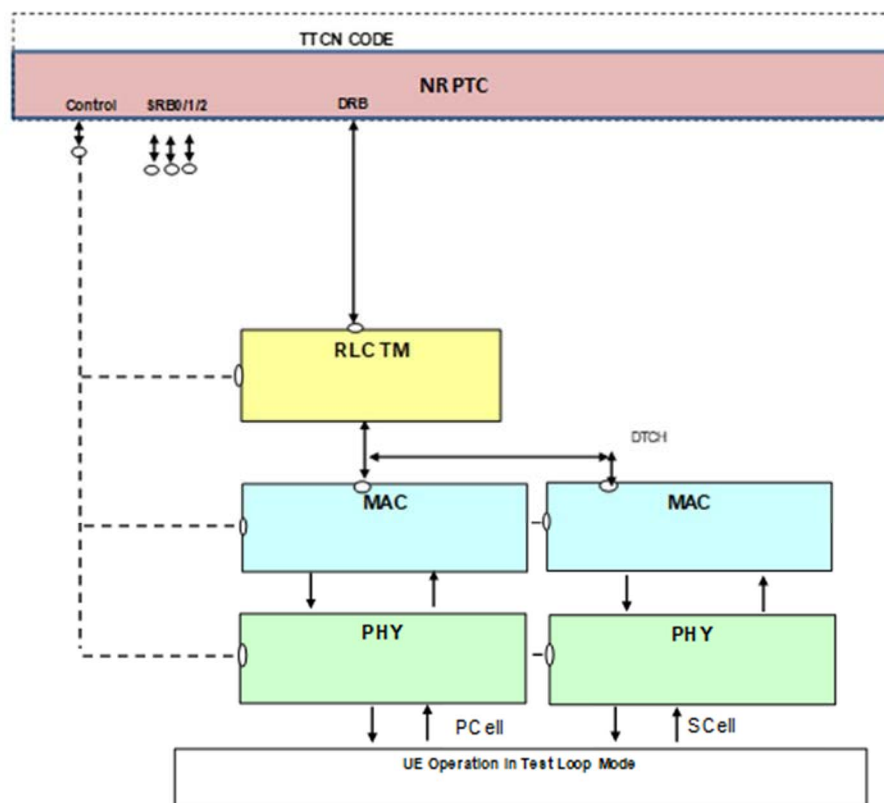 TTCN CODE
NR PTC
Control SRB0/1/2 DRB
RLC TM
DTCH
MAC MAC
PHY PHY
PCell SCell
UE Operation in Test Loop Mode